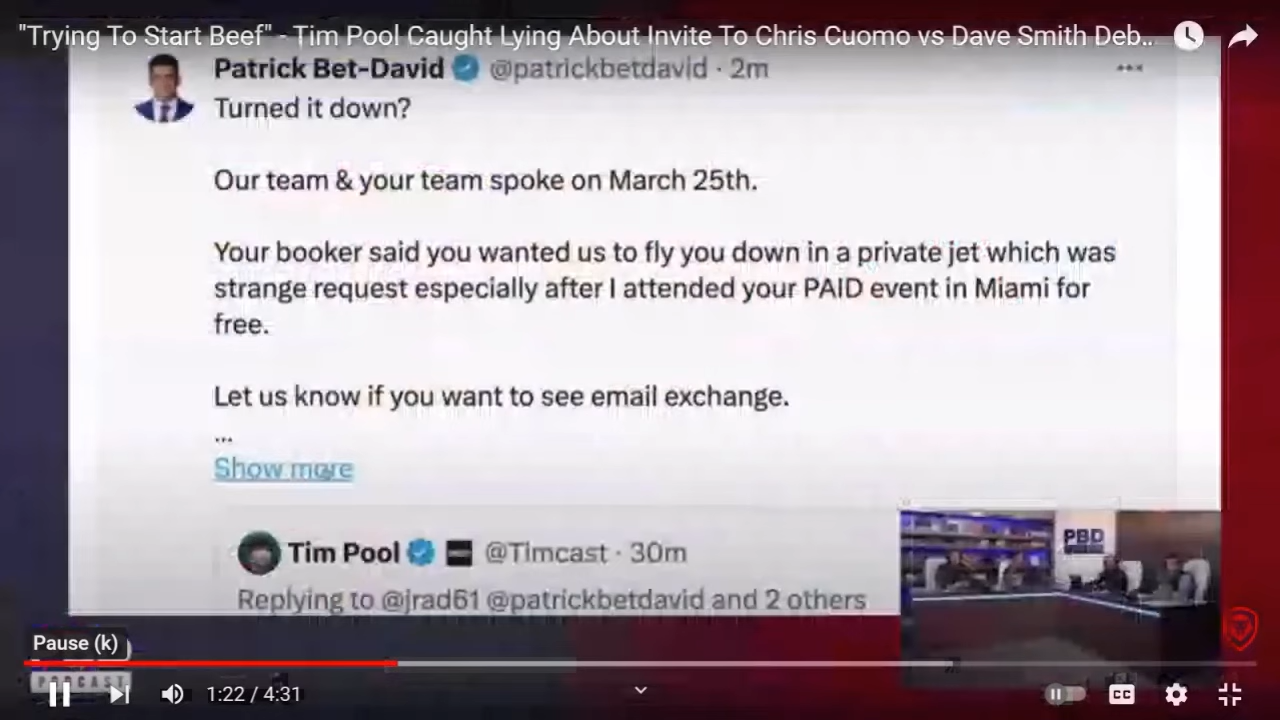 "Trying To Start Beef" - Tim Pool Caught Lying About Invite To Chris Cuomo vs Dave Smith Deb...
Patrick Bet-David @patrickbetdavid · 2m
Turned it down?
Our team & your team spoke on March 25th.
Your booker said you wanted us to fly you down in a private jet which was
strange request especially after I attended your PAID event in Miami for
free.
Let us know if you want to see email exchange.
...
Show more
Tim Pool @Timcast · 30m
Replying to @jrad61 @patrickbetdavid and 2 others
PBD
Pause (k)
PODCAST
1:22 / 4:31
CC